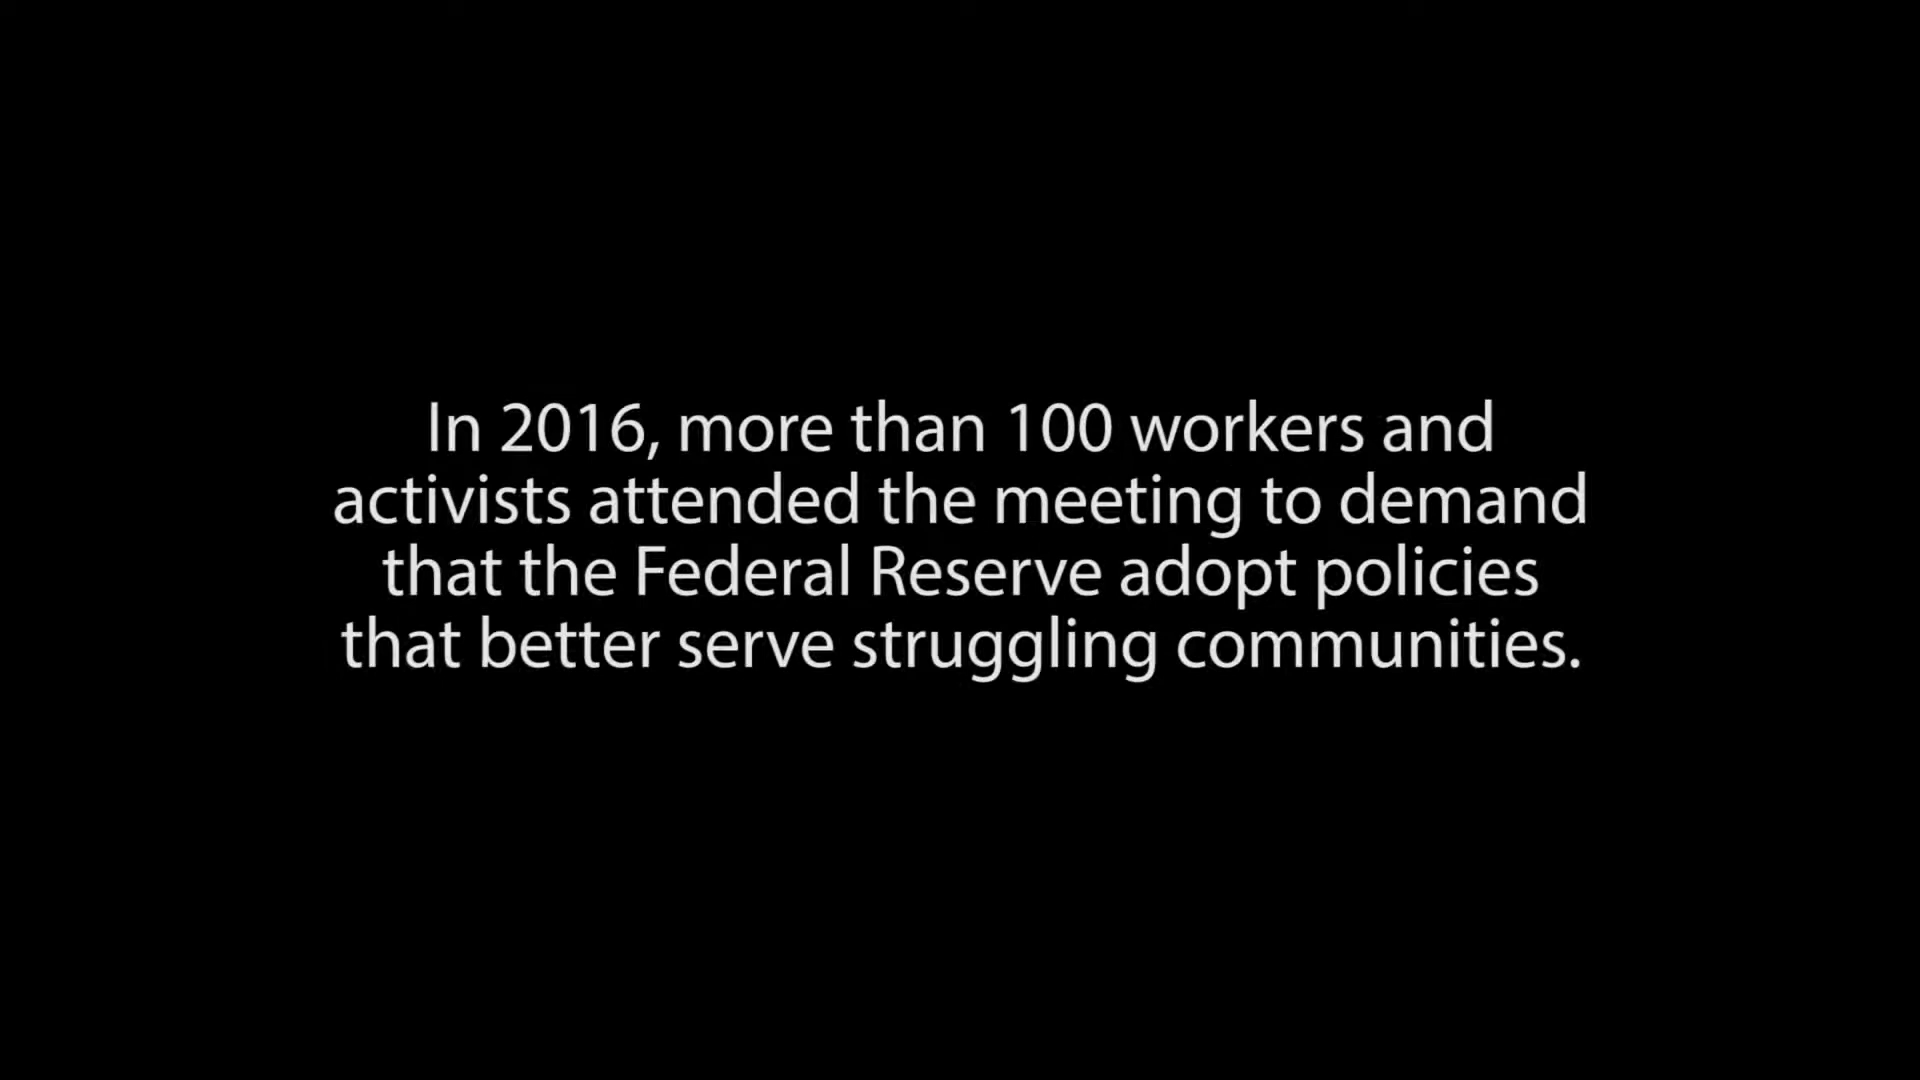 In 2016, more than 100 workers and
activists attended the meeting to demand
that the Federal Reserve adopt policies
that better serve struggling communities.